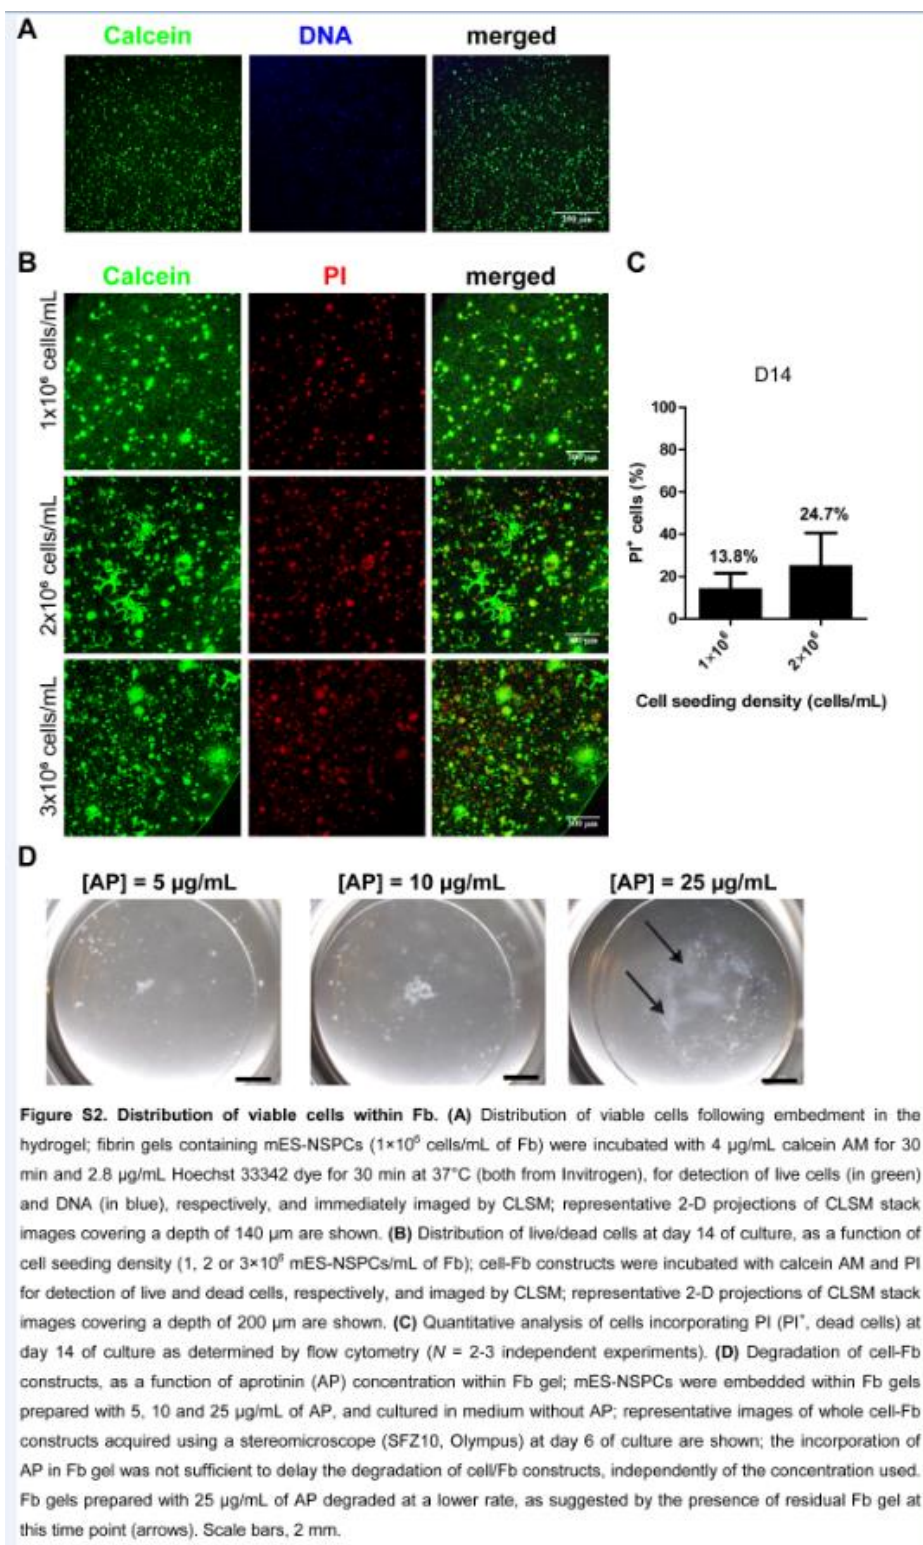 A
Calcein
DNA
merged
B
Calcein
PI
merged
1x10⁶ cells/mL
2x10⁶ cells/mL
3x10⁶ cells/mL
C
D14
100
80
60
40
20
0
13.8%
24.7%
PI⁺ cells (%)
1×10⁶
2×10⁶
Cell seeding density (cells/mL)
D
[AP] = 5 µg/mL
[AP] = 10 µg/mL
[AP] = 25 µg/mL
Figure S2. Distribution of viable cells within Fb. (A) Distribution of viable cells following embedment in the
hydrogel; fibrin gels containing mES-NSPCs (1×10⁶ cells/mL of Fb) were incubated with 4 µg/mL calcein AM for 30
min and 2.8 µg/mL Hoechst 33342 dye for 30 min at 37°C (both from Invitrogen), for detection of live cells (in green)
and DNA (in blue), respectively, and immediately imaged by CLSM; representative 2-D projections of CLSM stack
images covering a depth of 140 µm are shown. (B) Distribution of live/dead cells at day 14 of culture, as a function of
cell seeding density (1, 2 or 3×10⁶ mES-NSPCs/mL of Fb); cell-Fb constructs were incubated with calcein AM and PI
for detection of live and dead cells, respectively, and imaged by CLSM; representative 2-D projections of CLSM stack
images covering a depth of 200 µm are shown. (C) Quantitative analysis of cells incorporating PI (PI⁺, dead cells) at
day 14 of culture as determined by flow cytometry (N = 2-3 independent experiments). (D) Degradation of cell-Fb
constructs, as a function of aprotinin (AP) concentration within Fb gel; mES-NSPCs were embedded within Fb gels
prepared with 5, 10 and 25 µg/mL of AP, and cultured in medium without AP; representative images of whole cell-Fb
constructs acquired using a stereomicroscope (SFZ10, Olympus) at day 6 of culture are shown; the incorporation of
AP in Fb gel was not sufficient to delay the degradation of cell/Fb constructs, independently of the concentration used.
Fb gels prepared with 25 µg/mL of AP degraded at a lower rate, as suggested by the presence of residual Fb gel at
this time point (arrows). Scale bars, 2 mm.